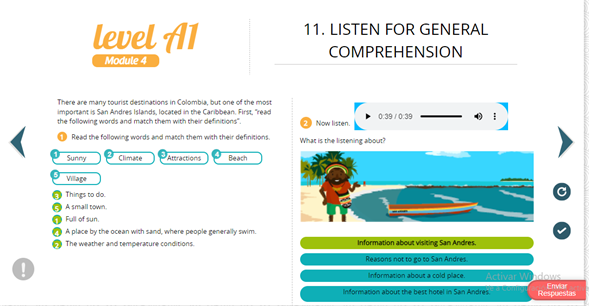 level A1
Module 4
11. LISTEN FOR GENERAL
COMPREHENSION
There are many tourist destinations in Colombia, but one of the most
important is San Andres Islands, located in the Caribbean. First, "read
the following words and match them with their definitions".
1 Read the following words and match them with their definitions.
1 Sunny
2 Climate
3 Attractions
4 Beach
5 Village
3 Things to do.
5 A small town.
1 Full of sun.
4 A place by the ocean with sand, where people generally swim.
2 The weather and temperature conditions.
2 Now listen.
0:39 / 0:39
What is the listening about?
Information about visiting San Andres.
Reasons not to go to San Andres.
Information about a cold place.
Information about the best hotel in San Andres.
Activar Windows
Enviar
Respuestas